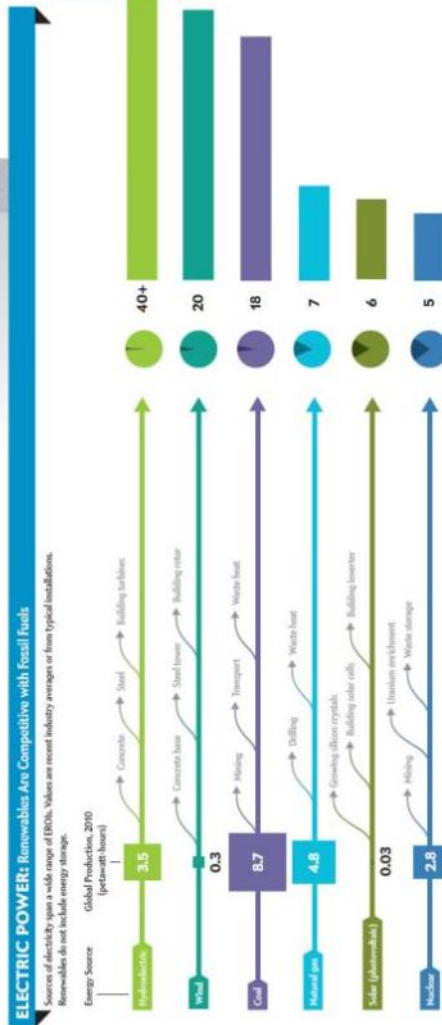 ELECTRIC POWER: Renewables Are Competitive with Fossil Fuels
Sources of electricity span a wide range of EROIs. Values are recent industry averages or from typical installations.
Renewables do not include energy storage.
Energy Source
Global Production, 2010
(petawatt-hours)
Hydroelectric
3.5
Concrete
Steel
Building turbines
40+
Wind
0.3
Concrete base
Steel tower
Building rotor
20
Coal
8.7
Mining
Transport
Waste heat
18
Natural gas
4.8
Drilling
Waste heat
7
Solar (photovoltaic)
0.03
Growing silicon crystals
Building solar cells
Building inverter
6
Nuclear
2.8
Mining
Uranium enrichment
Waste storage
5